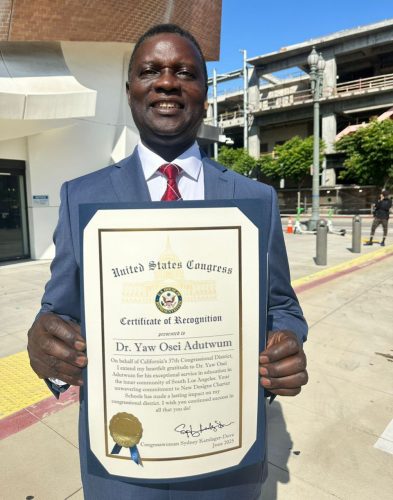 United States Congress
Certificate of Recognition
presented to
Dr. Yaw Osei Adutwum
On behalf of California's 37th Congressional District,
I extend my heartfelt gratitude to Dr. Yaw Osei
Adutwum for his exceptional service in education in
the inner community of South Los Angeles. Your
unwavering commitment to New Designs Charter
Schools has made a lasting impact on my
congressional district. I wish you continued success in
all that you do!
Congresswoman Sydney Kamlager-Dove
June 2025